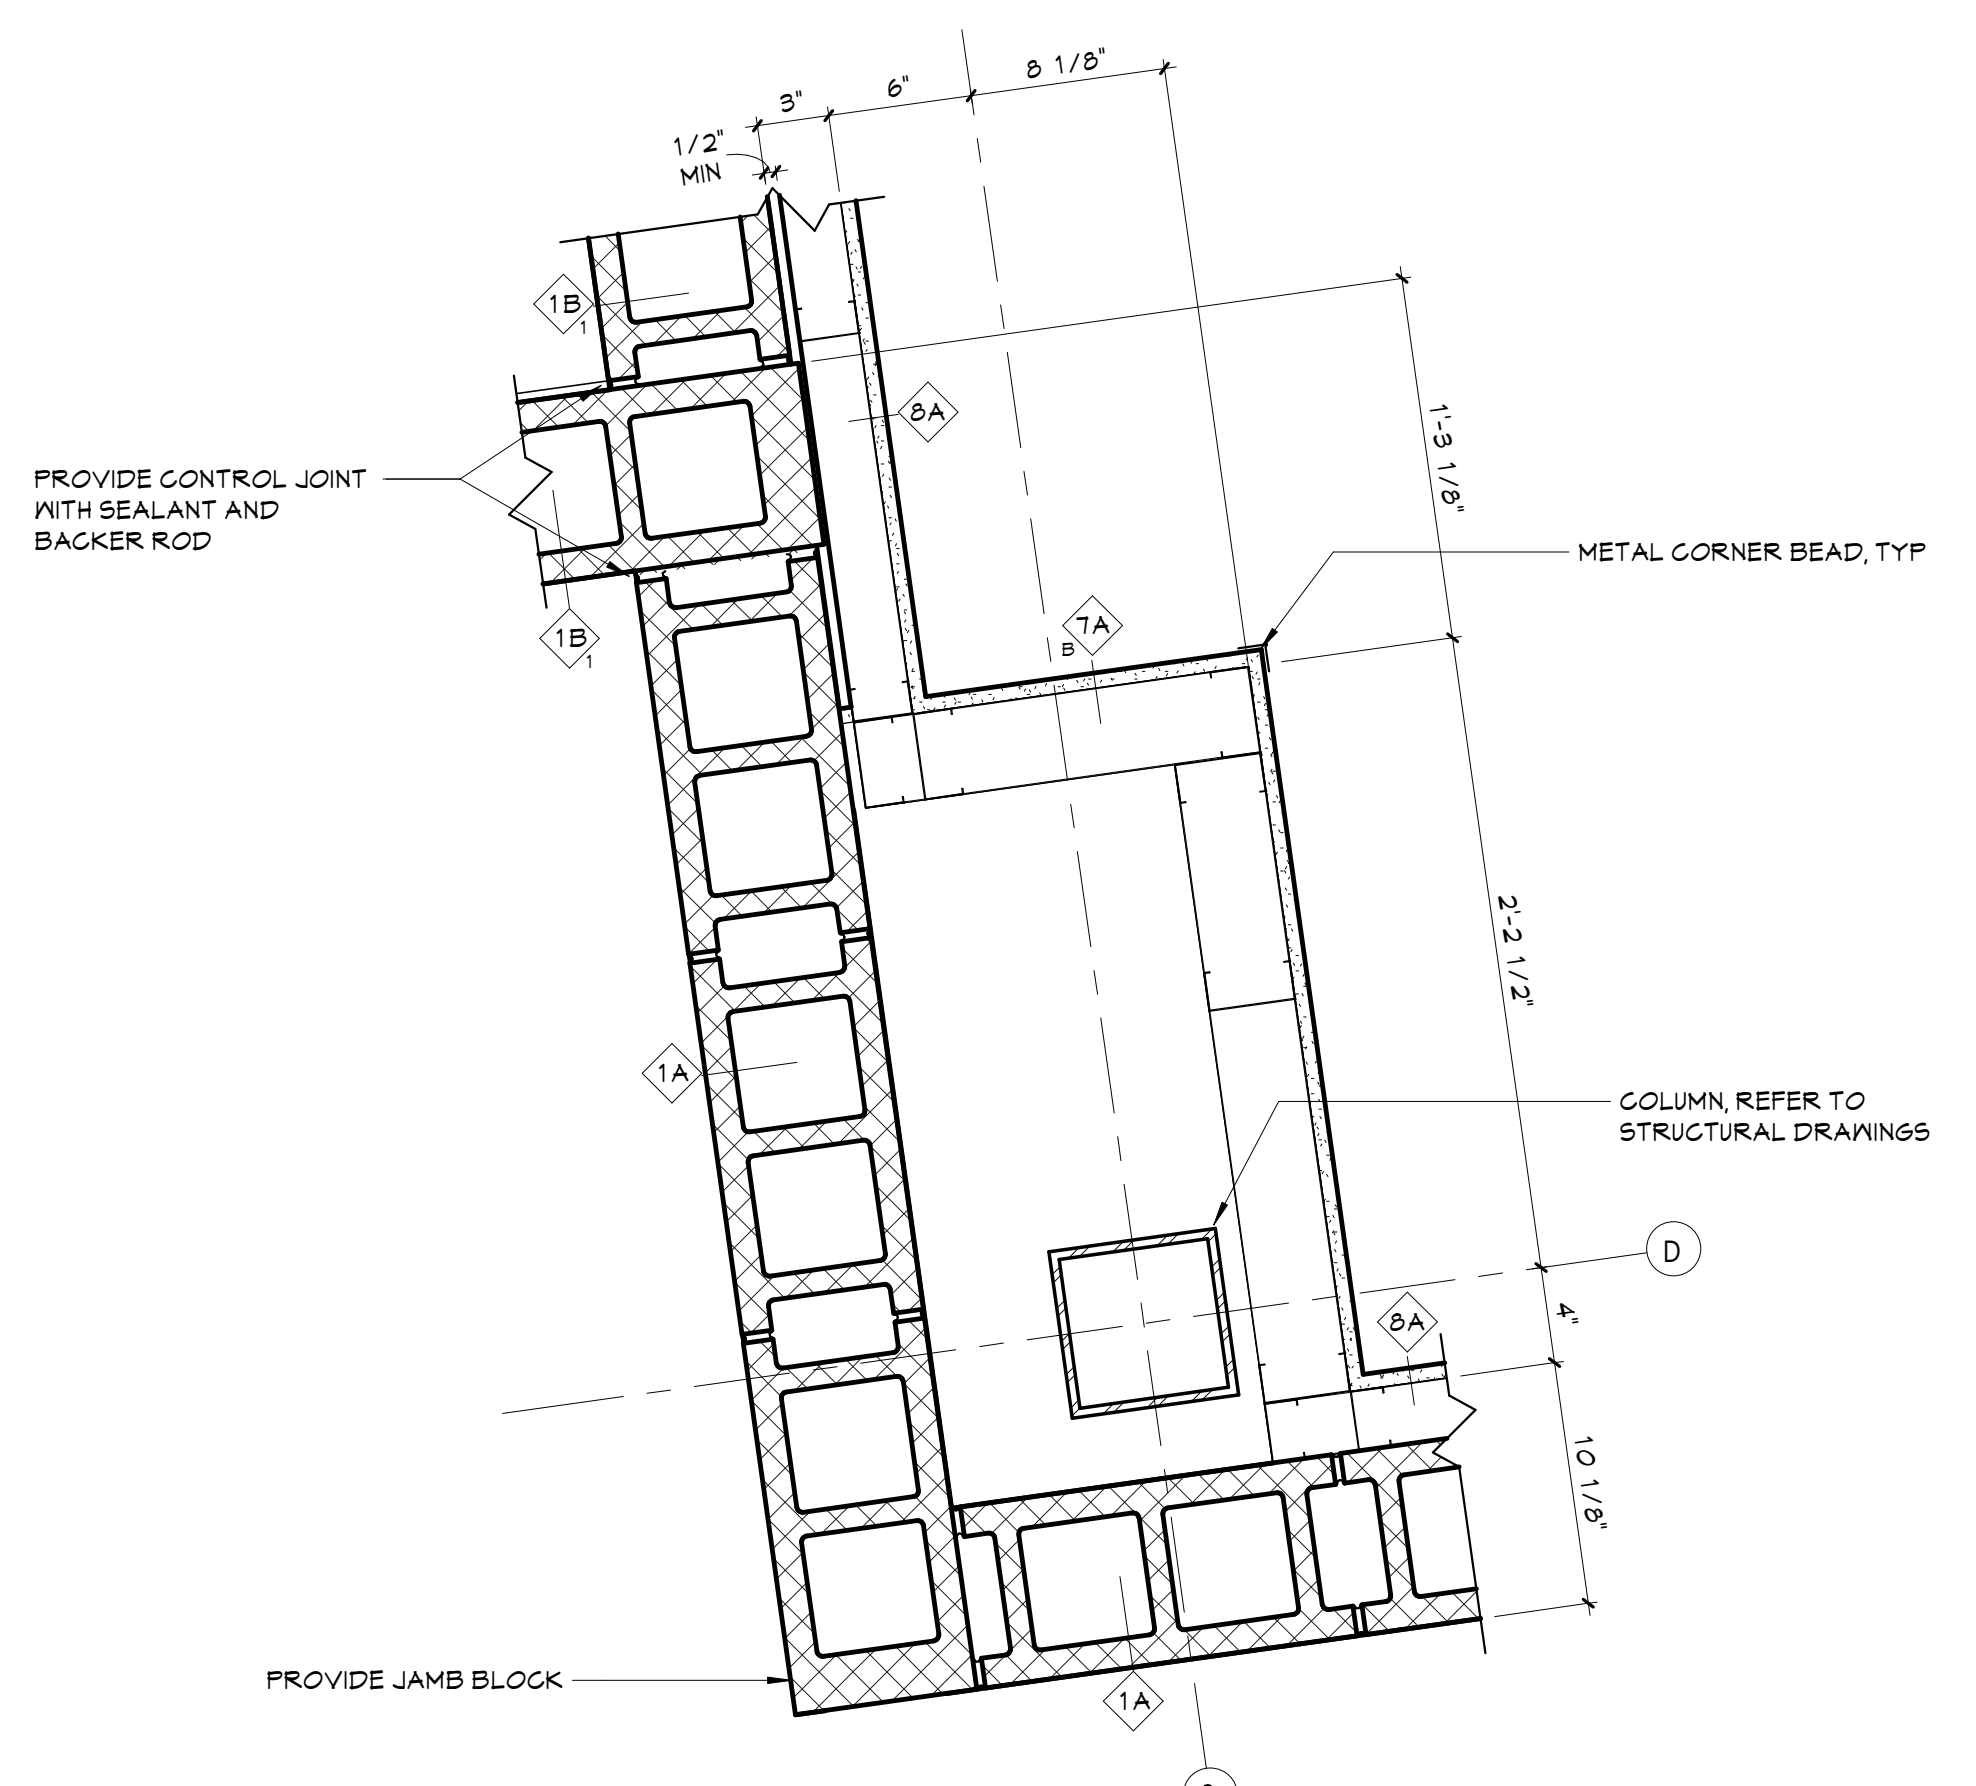 8 1/8"
6"
3"
1/2"
MIN
1B
1
8A
1'-3 1/8"
PROVIDE CONTROL JOINT
WITH SEALANT AND
BACKER ROD
METAL CORNER BEAD, TYP
7A
B
1B
1
2'-2 1/2"
1A
COLUMN, REFER TO
STRUCTURAL DRAWINGS
D
4"
8A
10 1/8"
PROVIDE JAMB BLOCK
1A